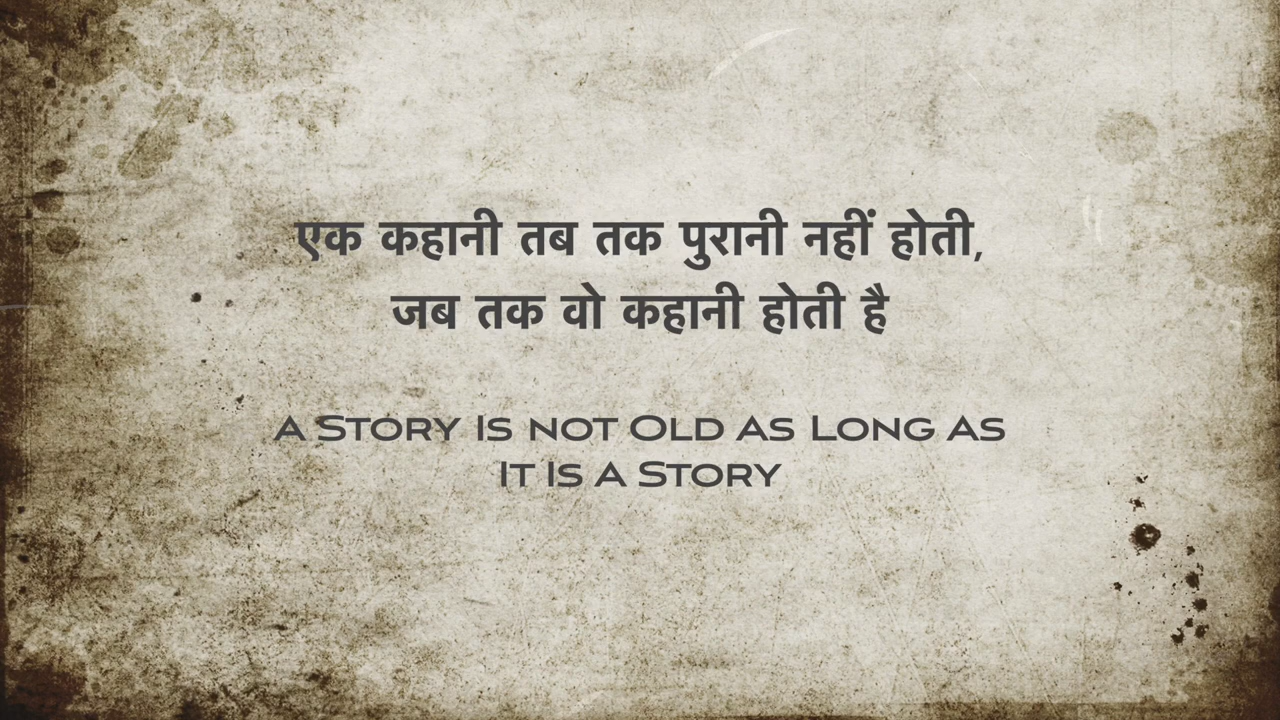 एक कहानी तब तक पुरानी नहीं होती,
जब तक वो कहानी होती है
A Story Is not Old As Long As
It Is A Story